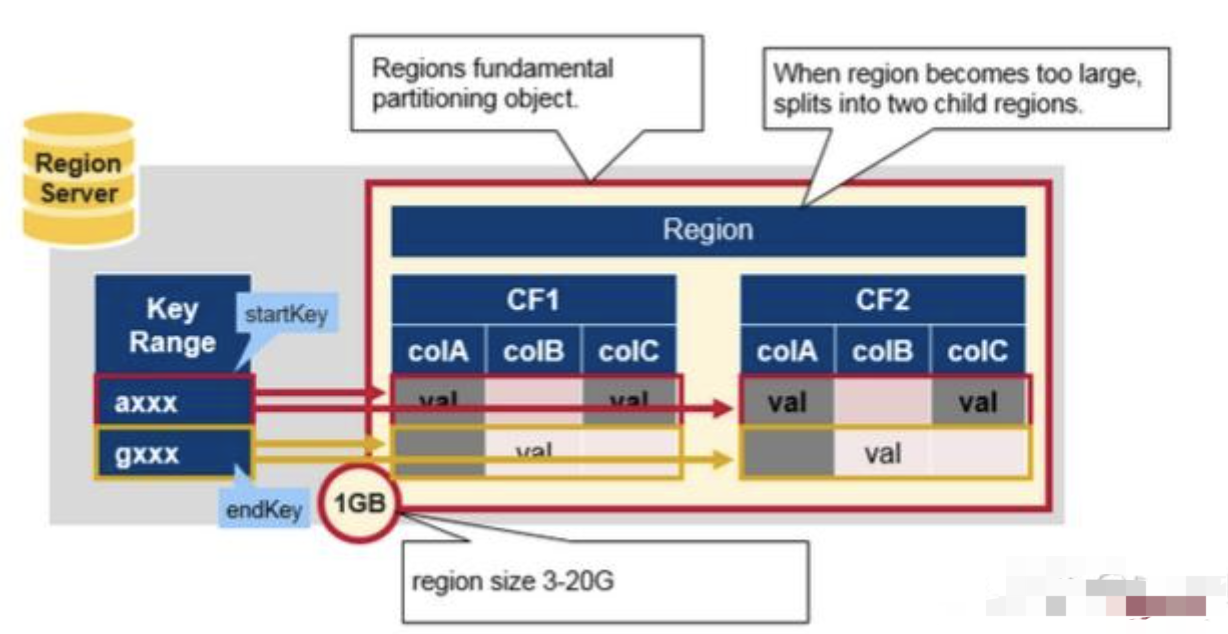 Regions fundamental
partitioning object.
When region becomes too large,
splits into two child regions.
Region
Server
Region
Key
Range
startKey
CF1
CF2
colA colB colC
colA colB colC
axxx
val val
val val
gxxx
val
val
endKey
1GB
region size 3-20G